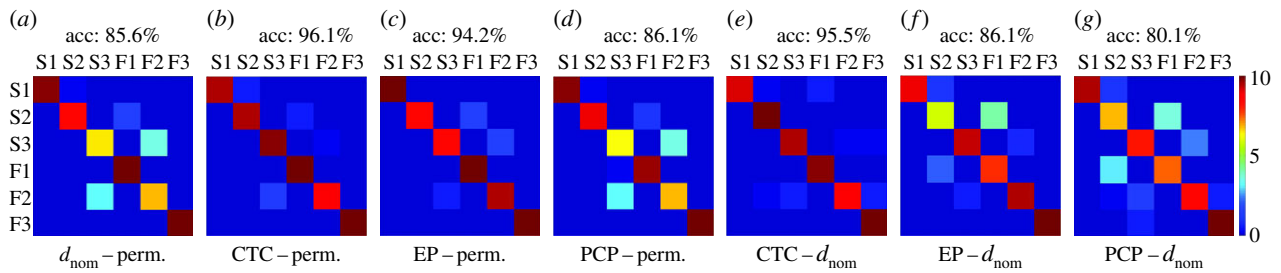 (a) (b) (c) (d) (e) (f) (g)
acc: 85.6% acc: 96.1% acc: 94.2% acc: 86.1% acc: 95.5% acc: 86.1% acc: 80.1%
S1 S2 S3 F1 F2 F3 S1 S2 S3 F1 F2 F3 S1 S2 S3 F1 F2 F3 S1 S2 S3 F1 F2 F3 S1 S2 S3 F1 F2 F3 S1 S2 S3 F1 F2 F3 S1 S2 S3 F1 F2 F3
S1 10
S2
S3
F1 5
F2
F3 0
d_nom – perm. CTC – perm. EP – perm. PCP – perm. CTC – d_nom EP – d_nom PCP – d_nom